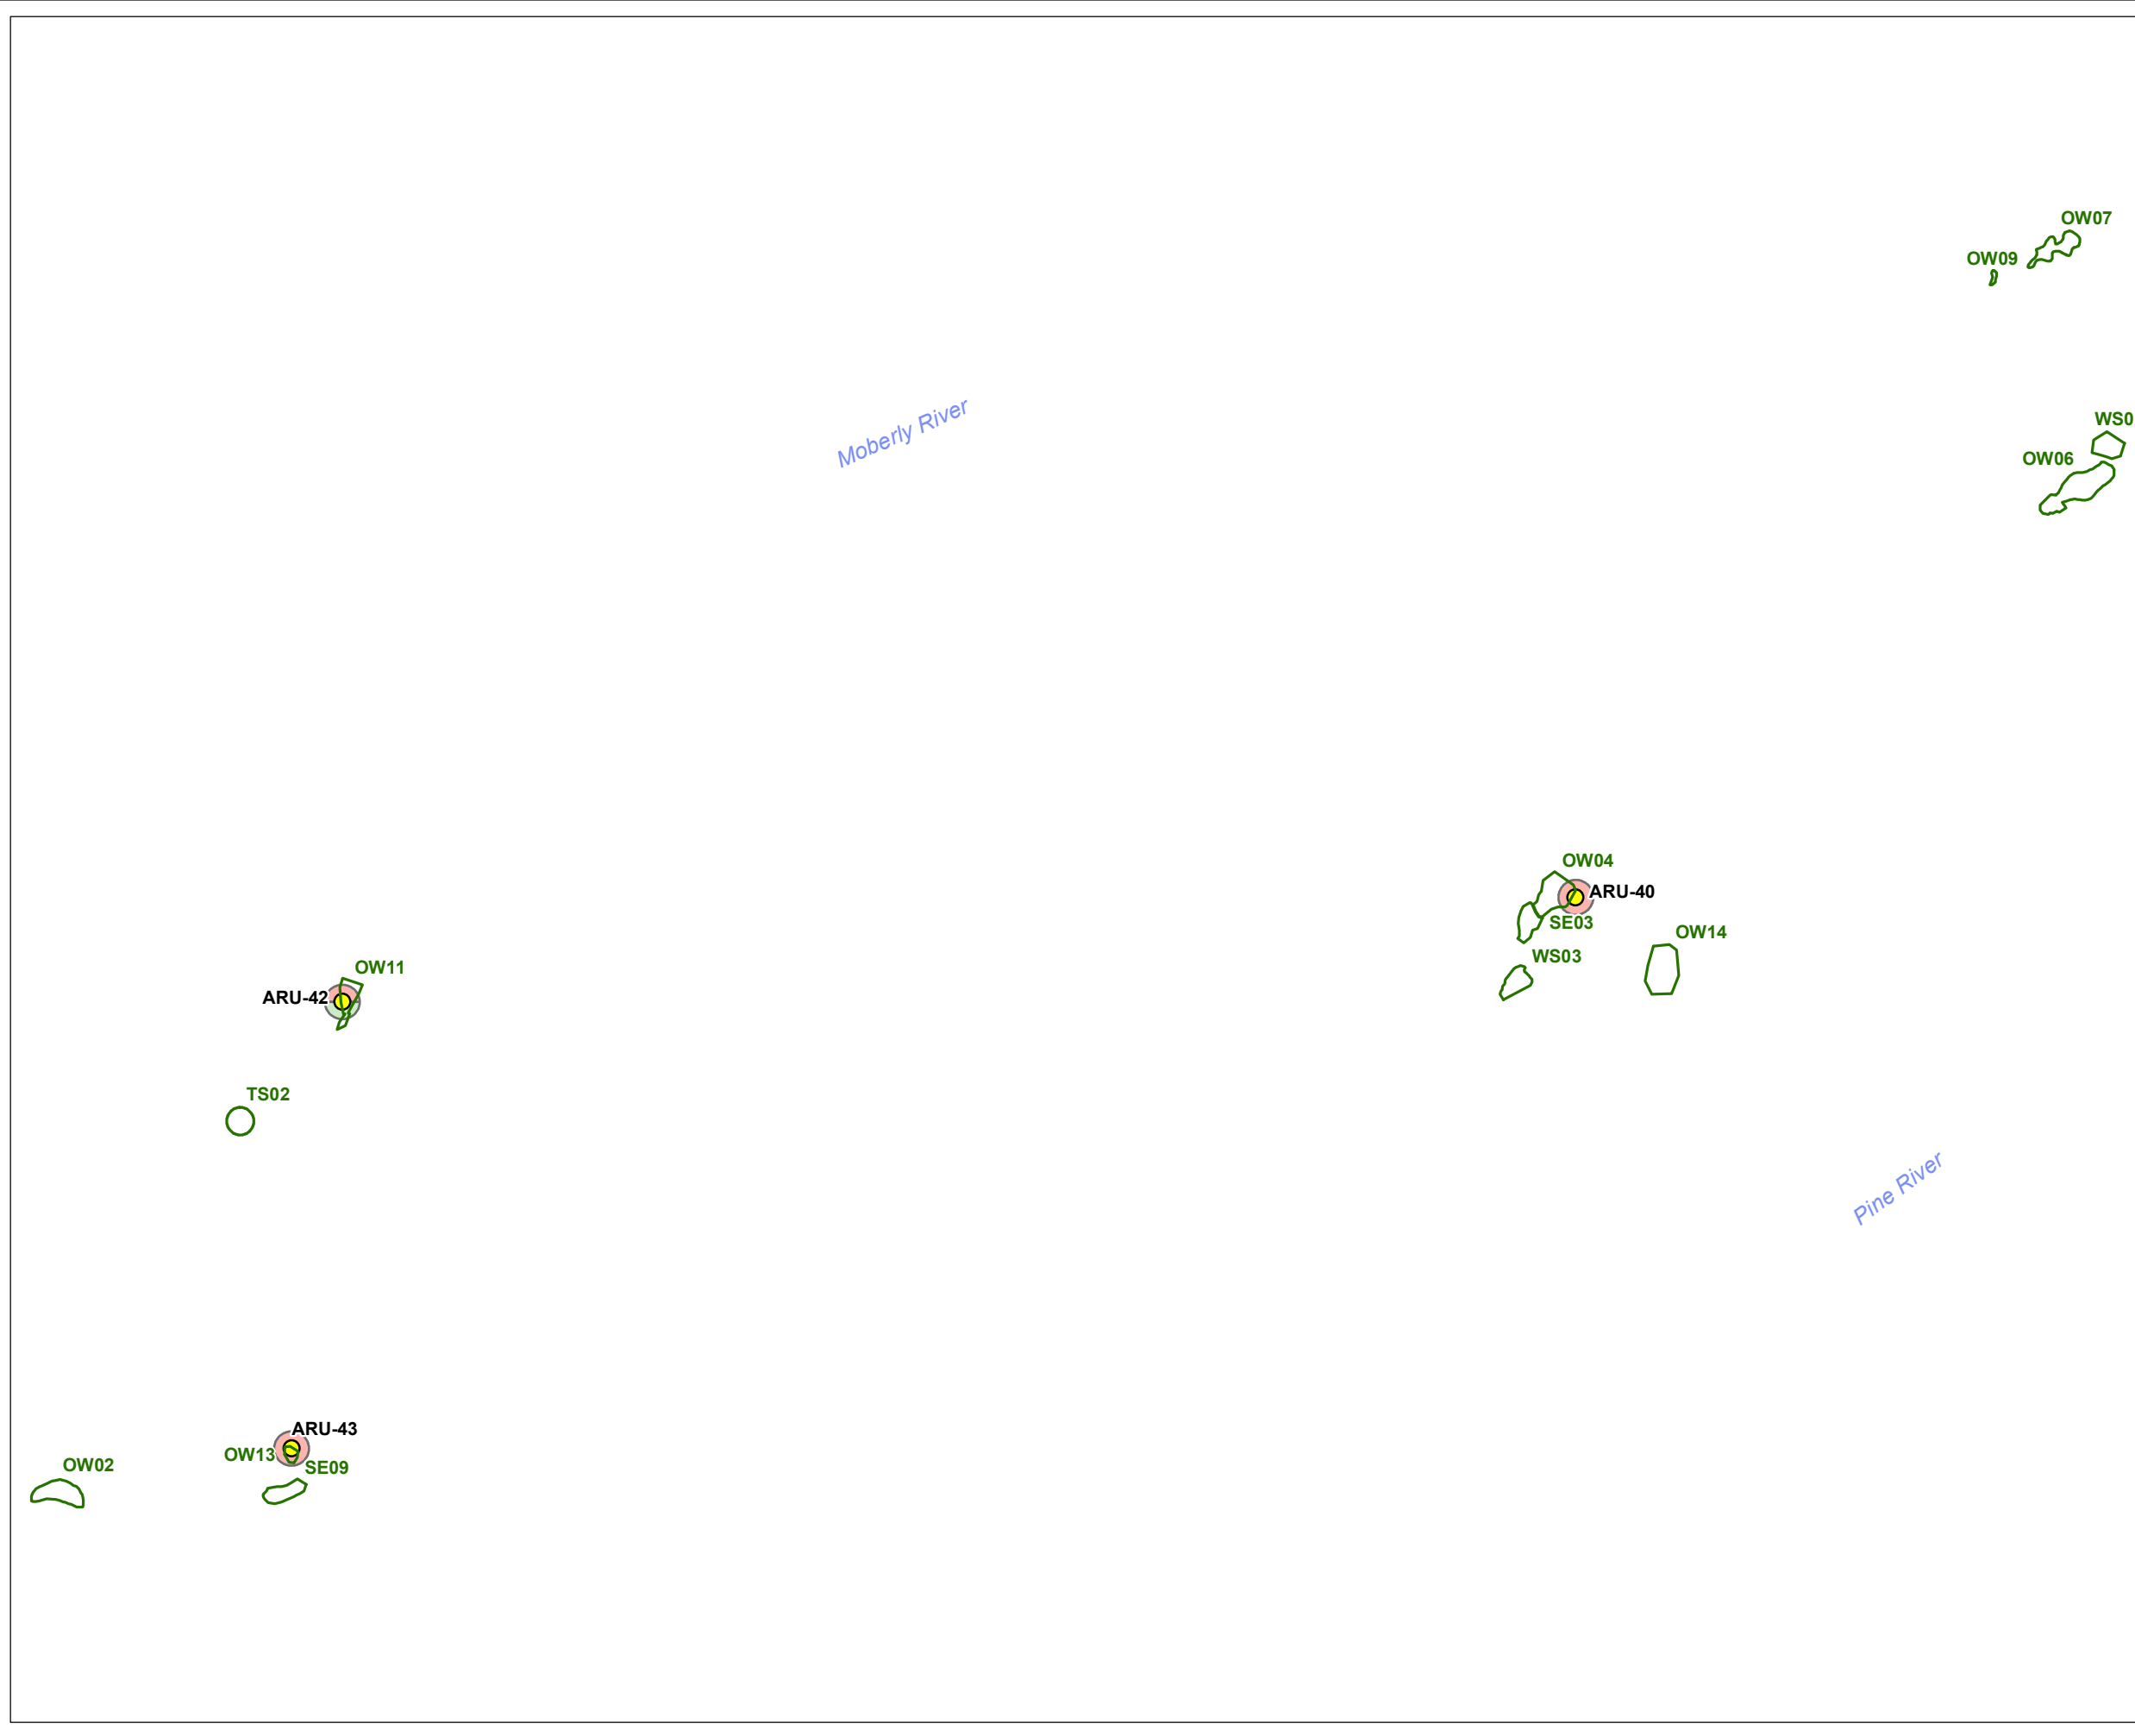 OW07
OW09
Moberly River
WS0
OW06
OW04
ARU-40
SE03
OW14
WS03
OW11
ARU-42
TS02
Pine River
ARU-43
OW13
SE09
OW02